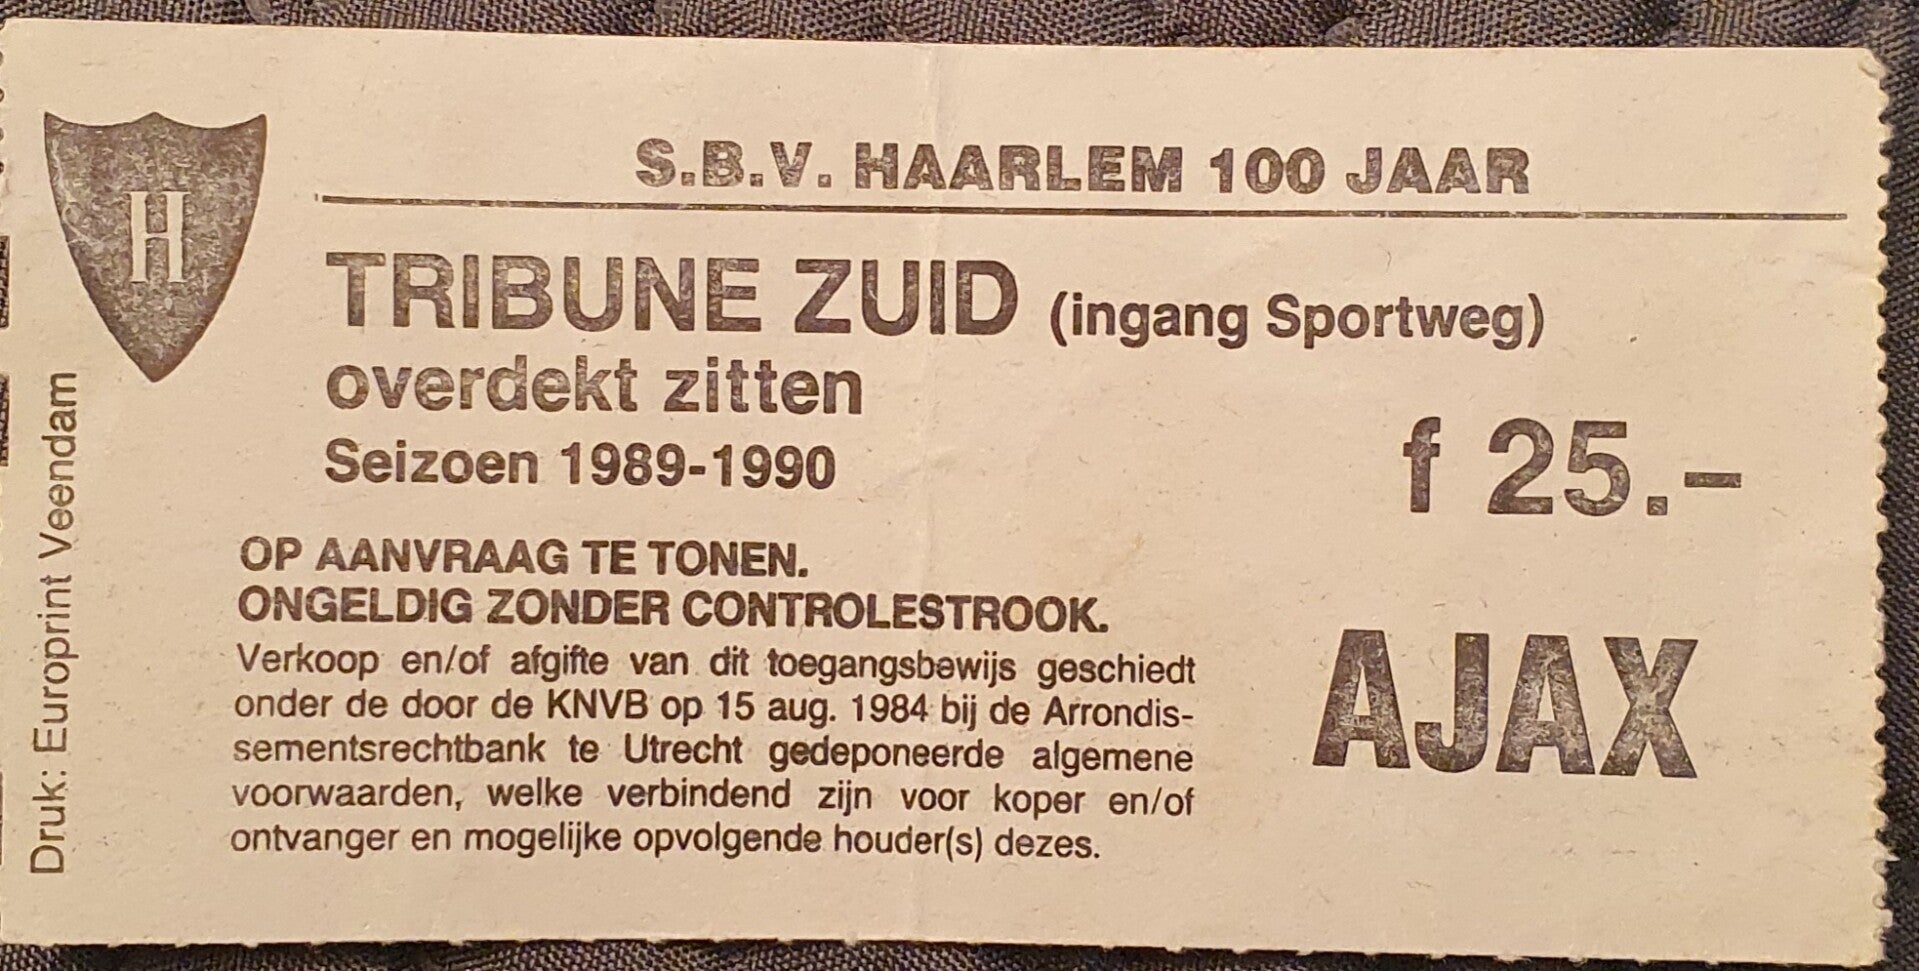 H
S.B.V. HAARLEM 100 JAAR
TRIBUNE ZUID (ingang Sportweg)
overdekt zitten
Seizoen 1989-1990
f 25.-
OP AANVRAAG TE TONEN.
ONGELDIG ZONDER CONTROLESTROOK.
Verkoop en/of afgifte van dit toegangsbewijs geschiedt
onder de door de KNVB op 15 aug. 1984 bij de Arrondis-
sementsrechtbank te Utrecht gedeponeerde algemene
voorwaarden, welke verbindend zijn voor koper en/of
ontvanger en mogelijke opvolgende houder(s) dezes.
AJAX
Druk: Europrint Veendam